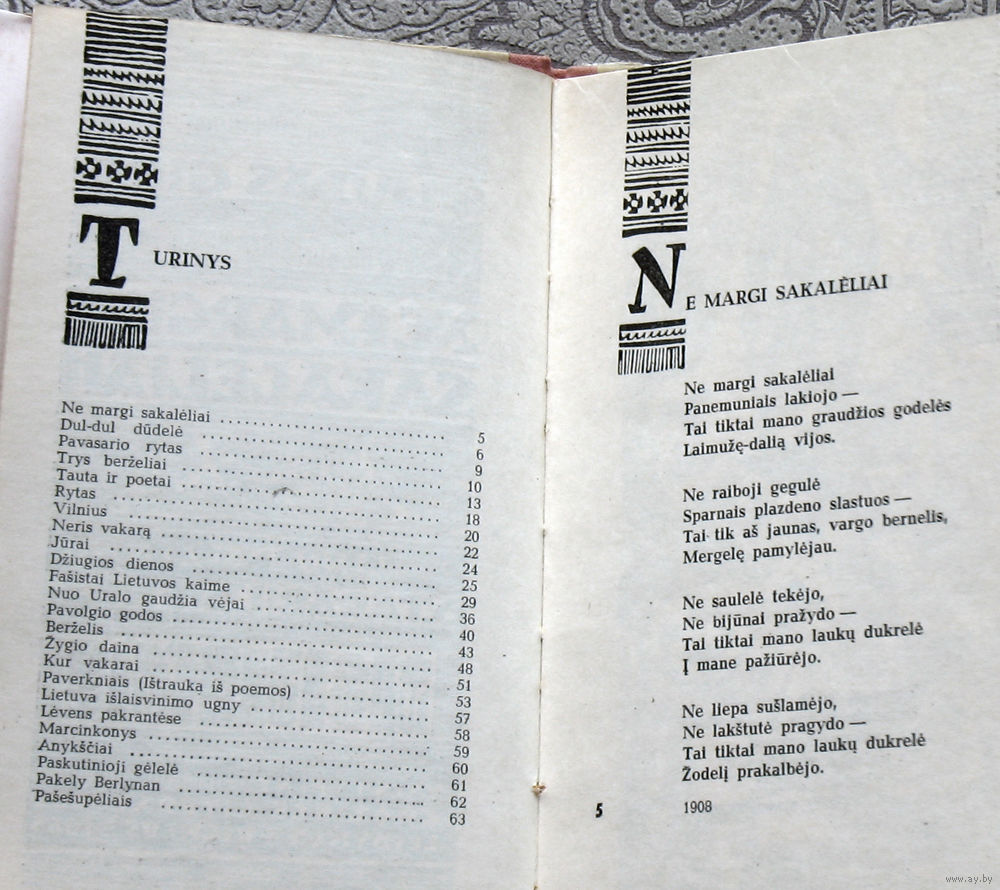 TURINYS
Ne margi sakalėliai . . . . . 5
Dul-dul dūdelė . . . . . 6
Pavasario rytas . . . . . 9
Trys berželiai . . . . . 10
Tauta ir poetai . . . . . 13
Rytas . . . . . 18
Vilnius . . . . . 20
Neris vakarą . . . . . 22
Jūrai . . . . . 24
Džiugios dienos . . . . . 25
Fašistai Lietuvos kaime . . . . . 29
Nuo Uralo gaudžia vėjai . . . . . 36
Pavolgio godos . . . . . 40
Berželis . . . . . 43
Žygio daina . . . . . 48
Kur vakarai . . . . . 51
Paverkniais (Ištrauka iš poemos) . . . . . 53
Lietuva išlaisvinimo ugny . . . . . 57
Lėvens pakrantėse . . . . . 58
Marcinkonys . . . . . 59
Anykščiai . . . . . 60
Paskutinioji gėlelė . . . . . 61
Pakely Berlynan . . . . . 62
Pašešupėliais . . . . . 63
NE MARGI SAKALĖLIAI
Ne margi sakalėliai
Panemuniais lakiojo —
Tai tiktai mano graudžios godelės
Laimužę-dalią vijos.
Ne raiboji gegulė
Sparnais plazdeno slastuos —
Tai tik aš jaunas, vargo bernelis,
Mergelę pamylėjau.
Ne saulelė tekėjo,
Ne bijūnai pražydo —
Tai tiktai mano laukų dukrelė
Į mane pažiūrėjo.
Ne liepa sušlamėjo,
Ne lakštutė pragydo —
Tai tiktai mano laukų dukrelė
Žodelį prakalbėjo.
1908
5
www.ay.by